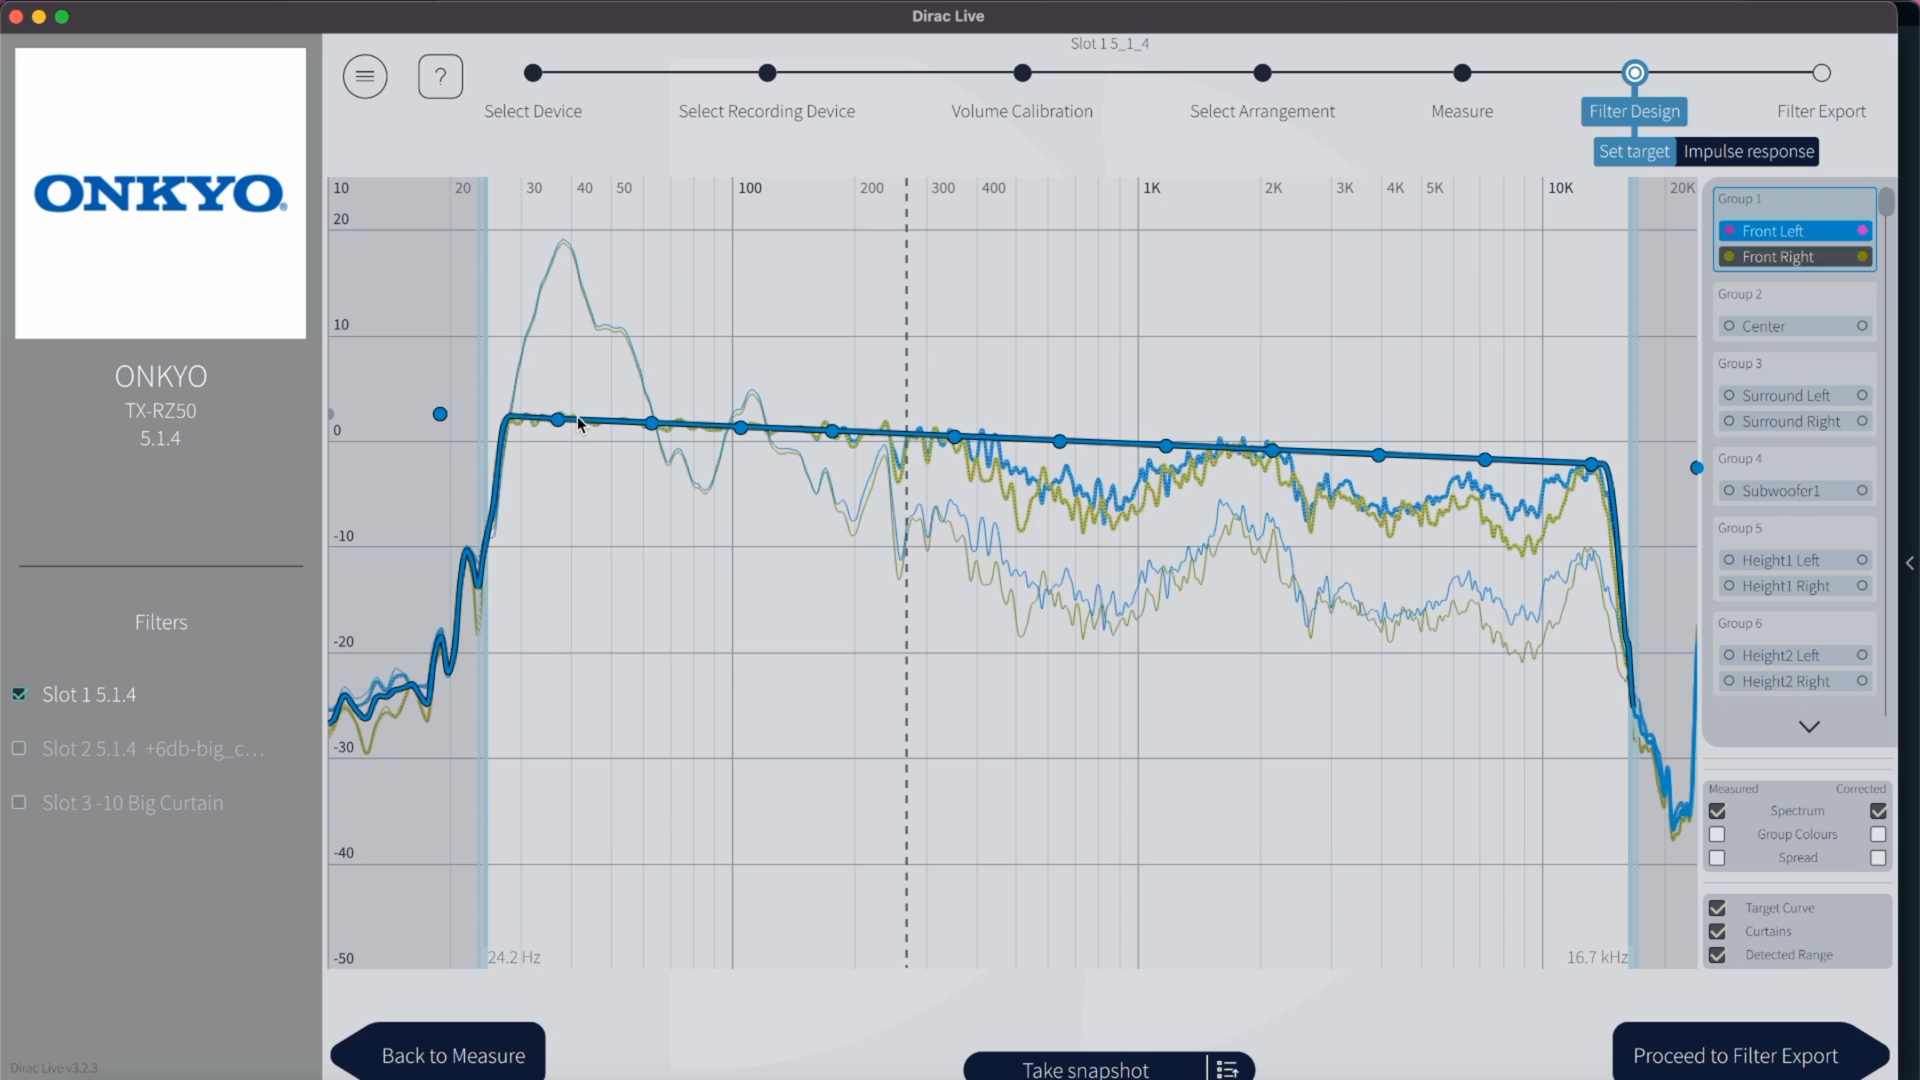 Dirac Live
ONKYO
ONKYO
TX-RZ50
5.1.4
Filters
Slot 1 5.1.4
Slot 2 5.1.4 +6db-big_c...
Slot 3 -10 Big Curtain
Dirac Live v3.2.3
Slot 1 5_1_4
?
Select Device
Select Recording Device
Volume Calibration
Select Arrangement
Measure
Filter Design
Filter Export
Set target
Impulse response
10 20 30 40 50 100 200 300 400 1K 2K 3K 4K 5K 10K 20K
20
10
0
-10
-20
-30
-40
-50
24.2 Hz
16.7 kHz
Group 1
Front Left
Front Right
Group 2
Center
Group 3
Surround Left
Surround Right
Group 4
Subwoofer1
Group 5
Height1 Left
Height1 Right
Group 6
Height2 Left
Height2 Right
Measured Corrected
Spectrum
Group Colours
Spread
Target Curve
Curtains
Detected Range
Back to Measure
Take snapshot
Proceed to Filter Export